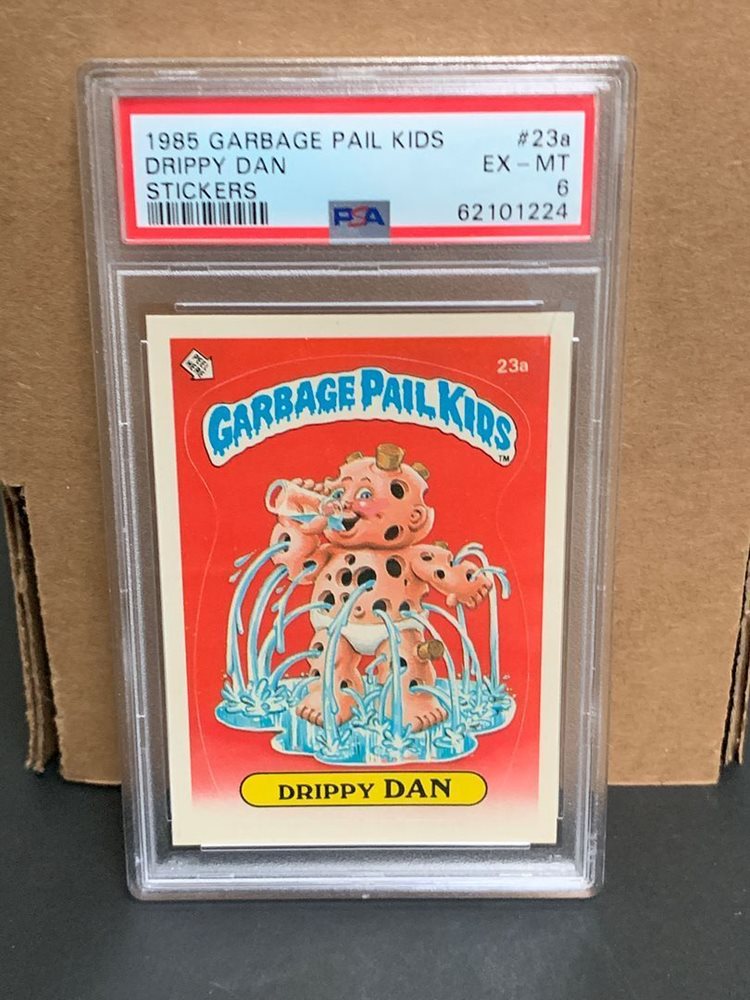 1985 GARBAGE PAIL KIDS #23a
DRIPPY DAN EX - MT
STICKERS 6
PSA 62101224
23a
GARBAGE PAIL KIDS
TM
DRIPPY DAN